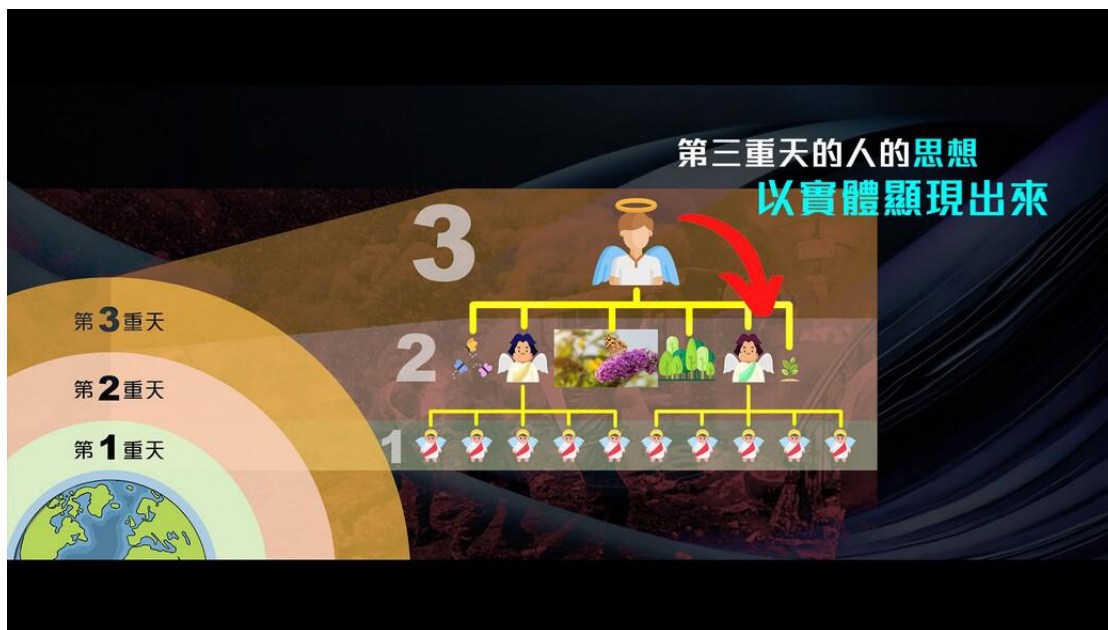 第三重天的人的思想
以實體顯現出來
3
2
1
第3重天
第2重天
第1重天